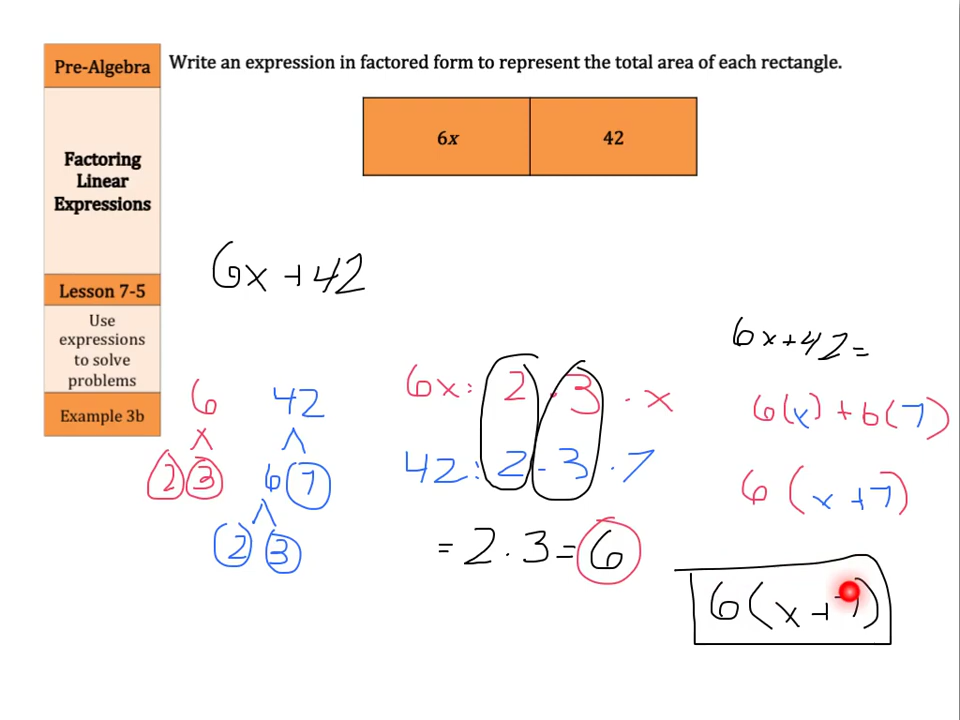 Pre-Algebra
Factoring
Linear
Expressions
Lesson 7-5
Use
expressions
to solve
problems
Example 3b
Write an expression in factored form to represent the total area of each rectangle.
6x 42
6x + 42
6 42
2 3 6 7
2 3
6x: 2 · 3 · x
42: 2 · 3 · 7
= 2 · 3 = 6
6x + 42 =
6(x) + 6(7)
6 (x + 7)
6(x + 7)